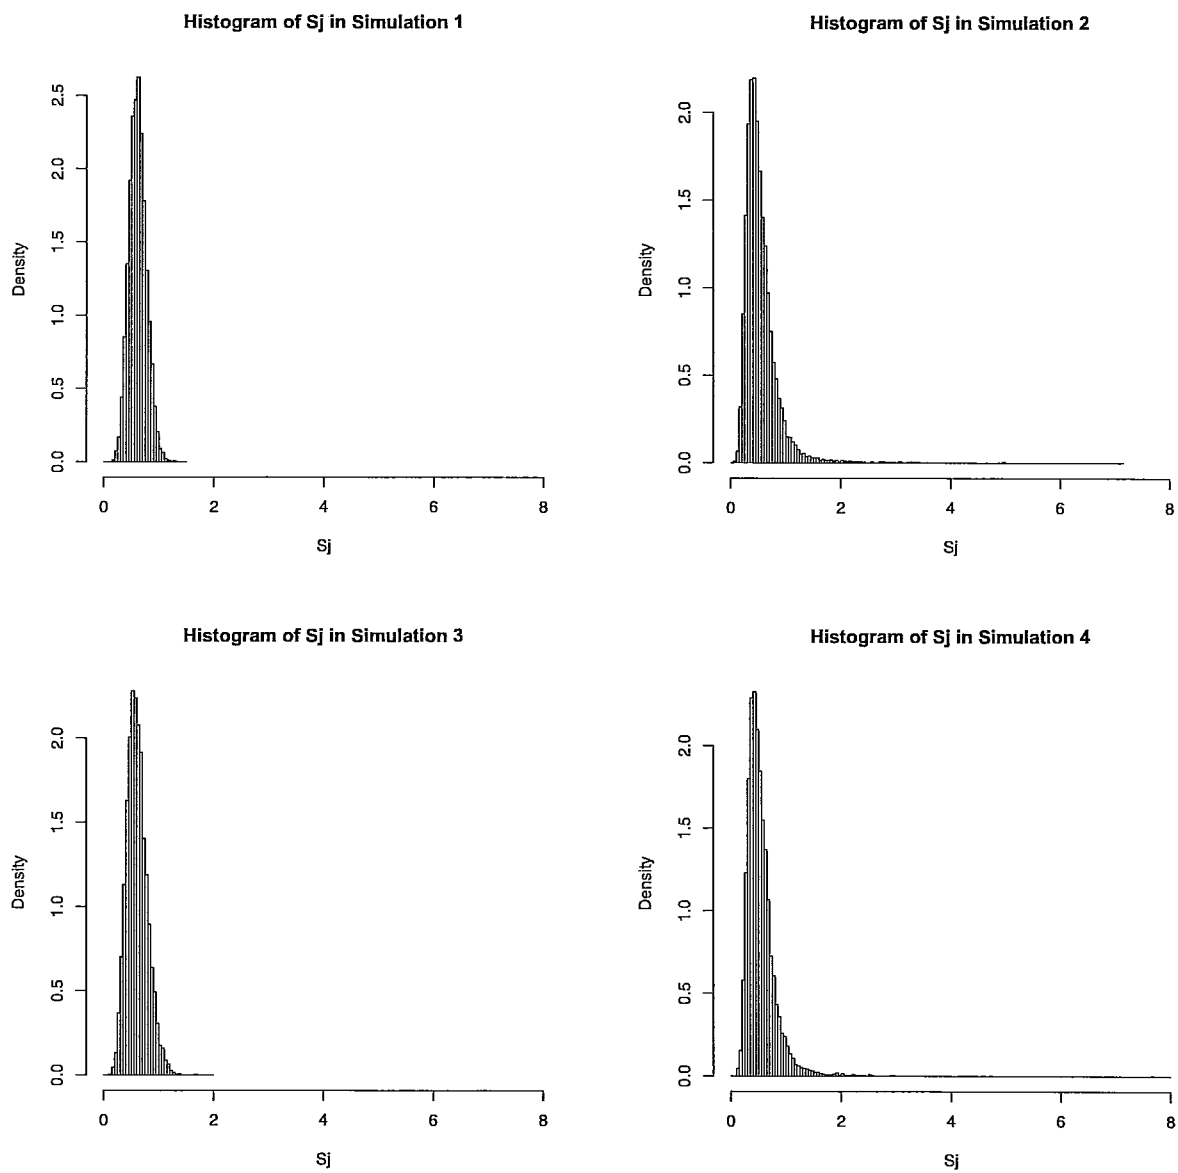 Histogram of Sj in Simulation 1
Density
0.0 0.5 1.0 1.5 2.0 2.5
0 2 4 6 8
Sj
Histogram of Sj in Simulation 2
Density
0.0 0.5 1.0 1.5 2.0
0 2 4 6 8
Sj
Histogram of Sj in Simulation 3
Density
0.0 0.5 1.0 1.5 2.0
0 2 4 6 8
Sj
Histogram of Sj in Simulation 4
Density
0.0 0.5 1.0 1.5 2.0
0 2 4 6 8
Sj